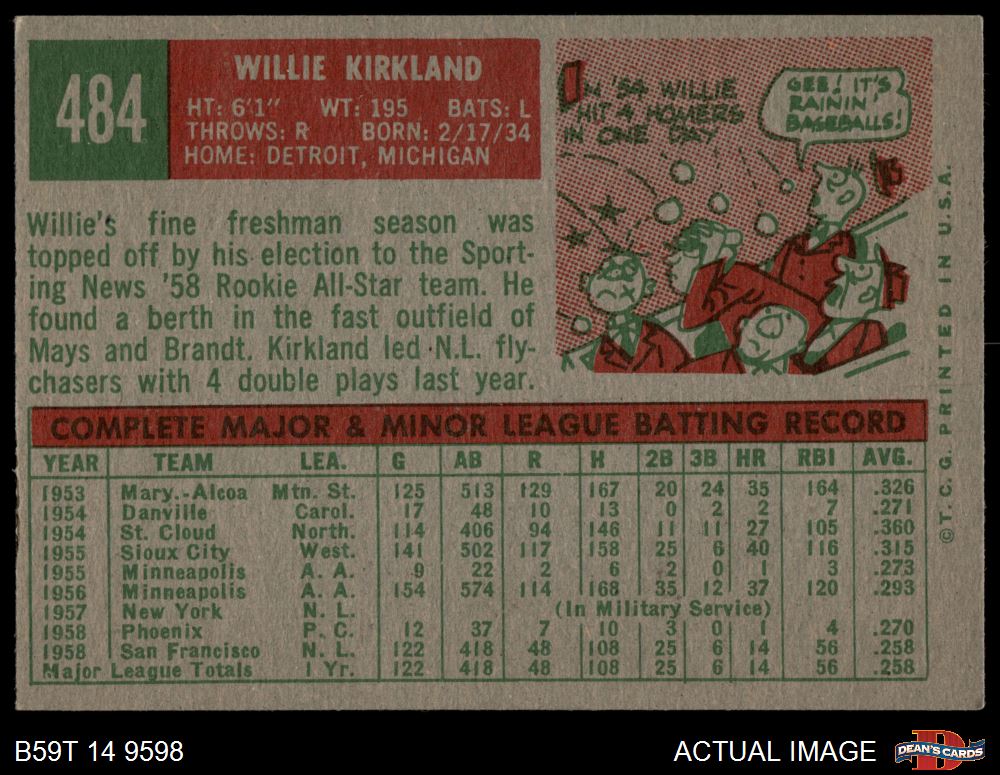 484
WILLIE KIRKLAND
HT: 6'1" WT: 195 BATS: L
THROWS: R BORN: 2/17/34
HOME: DETROIT, MICHIGAN
Willie's fine freshman season was
topped off by his election to the Sport-
ing News '58 Rookie All-Star team. He
found a berth in the fast outfield of
Mays and Brandt. Kirkland led N.L. fly-
chasers with 4 double plays last year.
IN '54 WILLIE
HIT 4 HOMERS
IN ONE DAY
GEE! IT'S
RAININ'
BASEBALLS!
COMPLETE MAJOR & MINOR LEAGUE BATTING RECORD
YEAR TEAM LEA. G AB R H 2B 3B HR RBI AVG.
1953 Mary.-Alcoa Mtn. St. 125 513 129 167 20 24 35 164 .326
1954 Danville Carol. 17 48 10 13 0 2 2 7 .271
1954 St. Cloud North. 114 406 94 146 11 11 27 105 .360
1955 Sioux City West. 141 502 117 158 25 6 40 116 .315
1955 Minneapolis A. A. 9 22 2 6 2 0 1 3 .273
1956 Minneapolis A. A. 154 574 114 168 35 12 37 120 .293
1957 New York N. L. (In Military Service)
1958 Phoenix P. C. 12 37 7 10 3 0 1 4 .270
1958 San Francisco N. L. 122 418 48 108 25 6 14 56 .258
Major League Totals 1 Yr. 122 418 48 108 25 6 14 56 .258
© T. C. G. PRINTED IN U.S.A.
B59T 14 9598
ACTUAL IMAGE
D
DEAN'S CARDS